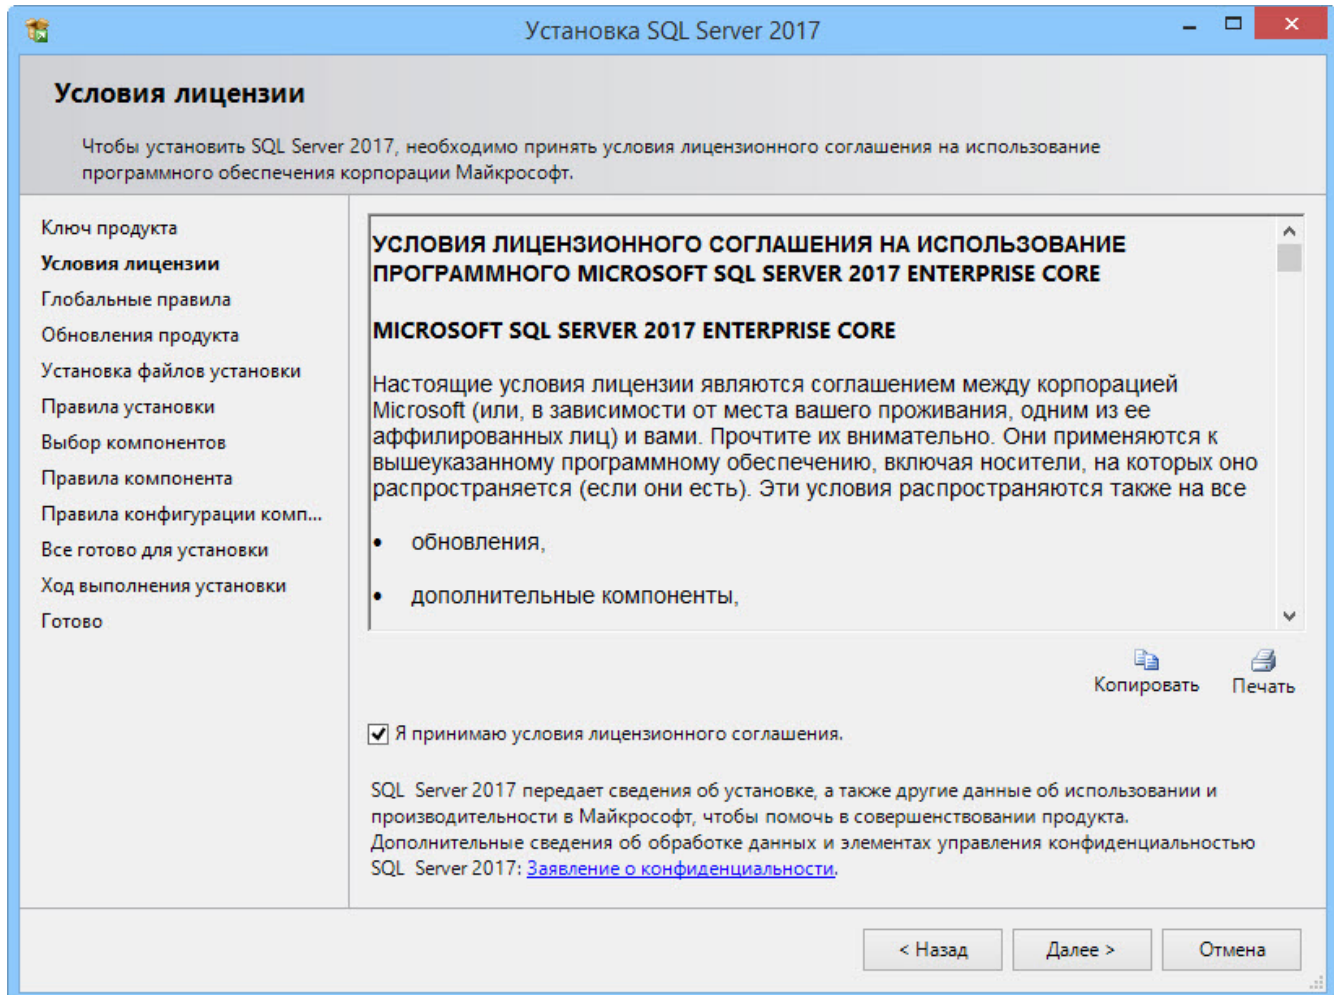 Установка SQL Server 2017
Условия лицензии
Чтобы установить SQL Server 2017, необходимо принять условия лицензионного соглашения на использование
программного обеспечения корпорации Майкрософт.
Ключ продукта
Условия лицензии
Глобальные правила
Обновления продукта
Установка файлов установки
Правила установки
Выбор компонентов
Правила компонента
Правила конфигурации комп...
Все готово для установки
Ход выполнения установки
Готово
УСЛОВИЯ ЛИЦЕНЗИОННОГО СОГЛАШЕНИЯ НА ИСПОЛЬЗОВАНИЕ
ПРОГРАММНОГО MICROSOFT SQL SERVER 2017 ENTERPRISE CORE
MICROSOFT SQL SERVER 2017 ENTERPRISE CORE
Настоящие условия лицензии являются соглашением между корпорацией
Microsoft (или, в зависимости от места вашего проживания, одним из ее
аффилированных лиц) и вами. Прочтите их внимательно. Они применяются к
вышеуказанному программному обеспечению, включая носители, на которых оно
распространяется (если они есть). Эти условия распространяются также на все
• обновления,
• дополнительные компоненты,
Копировать Печать
Я принимаю условия лицензионного соглашения.
SQL Server 2017 передает сведения об установке, а также другие данные об использовании и
производительности в Майкрософт, чтобы помочь в совершенствовании продукта.
Дополнительные сведения об обработке данных и элементах управления конфиденциальностью
SQL Server 2017: Заявление о конфиденциальности.
< Назад Далее > Отмена